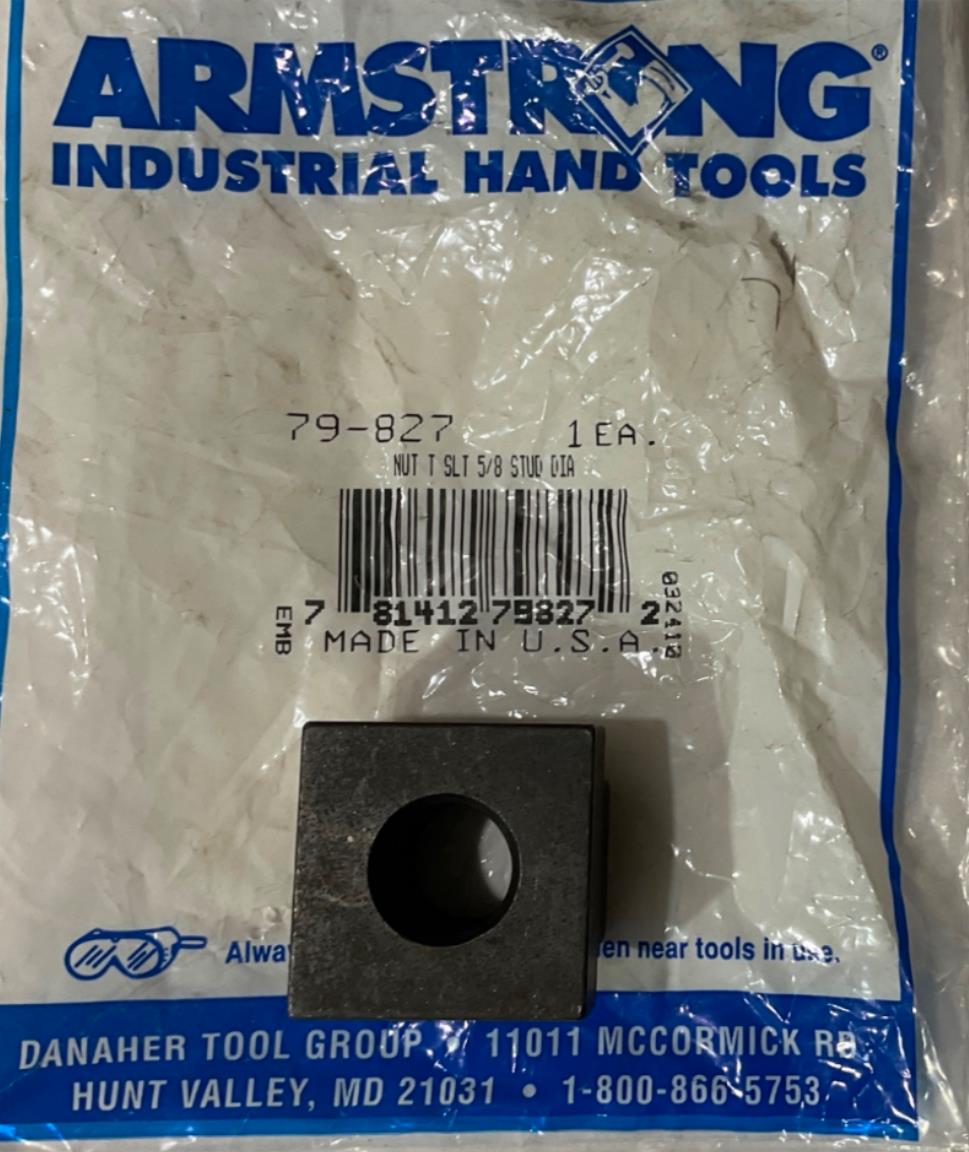 ARMSTRONG®
INDUSTRIAL HAND TOOLS
79-827 1 EA.
NUT T SLT 5/8 STUD DIA
7 81412 79827 2
EMB
032410
MADE IN U.S.A.
near tools in use.
DANAHER TOOL GROUP • 11011 MCCORMICK RD
HUNT VALLEY, MD 21031 • 1-800-866-5753